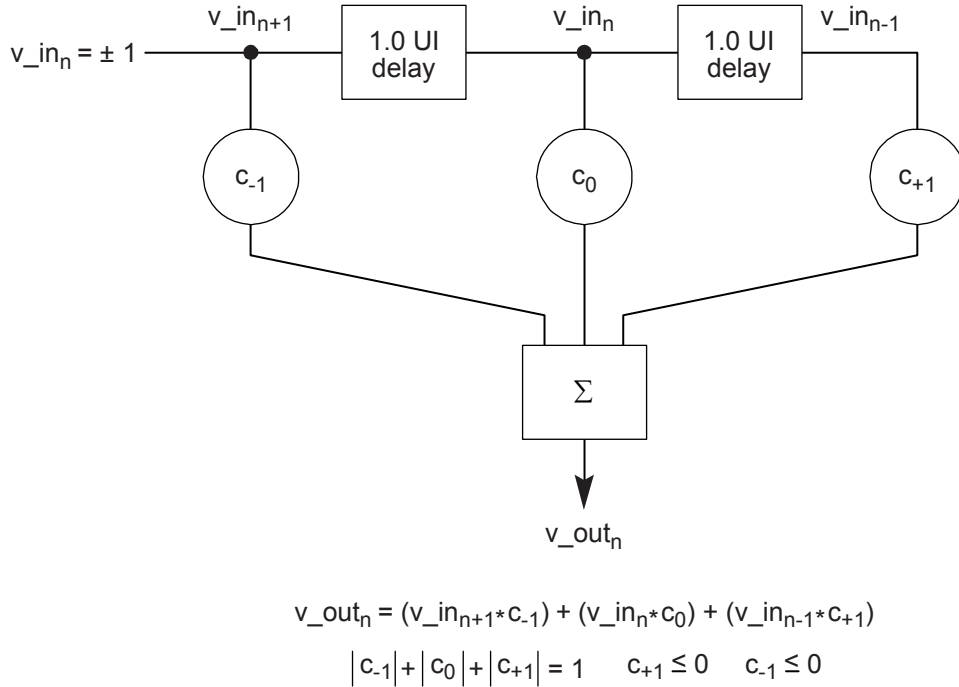 v_inₙ₊₁
v_inₙ
v_inₙ₋₁
v_inₙ = ± 1
1.0 UI
delay
1.0 UI
delay
c₋₁
c₀
c₊₁
Σ
v_outₙ
v_outₙ = (v_inₙ₊₁*c₋₁) + (v_inₙ*c₀) + (v_inₙ₋₁*c₊₁)
|c₋₁| + |c₀| + |c₊₁| = 1 c₊₁ ≤ 0 c₋₁ ≤ 0